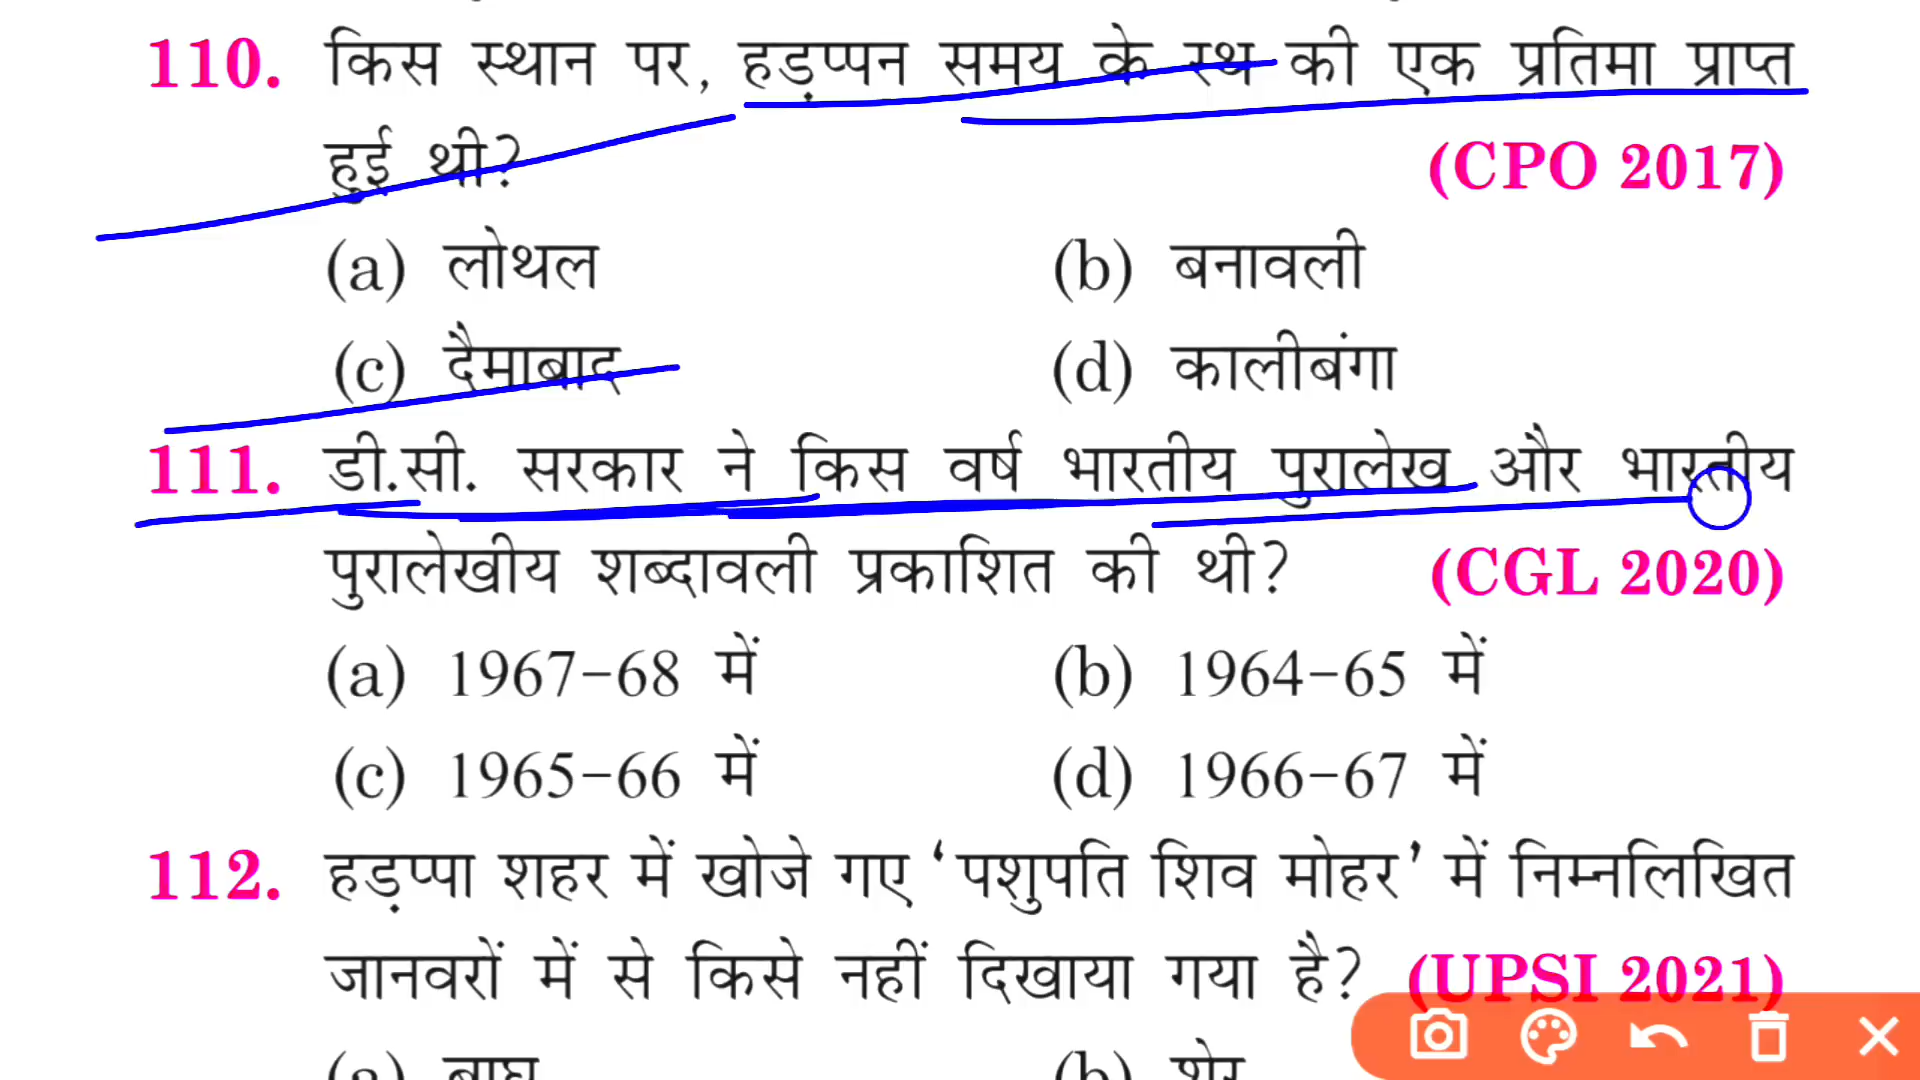 110. किस स्थान पर, हड़प्पन समय के रथ की एक प्रतिमा प्राप्त
हुई थी? (CPO 2017)
(a) लोथल (b) बनावली
(c) दैमाबाद (d) कालीबंगा
111. डी.सी. सरकार ने किस वर्ष भारतीय पुरालेख और भारतीय
पुरालेखीय शब्दावली प्रकाशित की थी? (CGL 2020)
(a) 1967-68 में (b) 1964-65 में
(c) 1965-66 में (d) 1966-67 में
112. हड़प्पा शहर में खोजे गए ‘पशुपति शिव मोहर’ में निम्नलिखित
जानवरों में से किसे नहीं दिखाया गया है? (UPSI 2021)
(a) बाघ (b) शेर